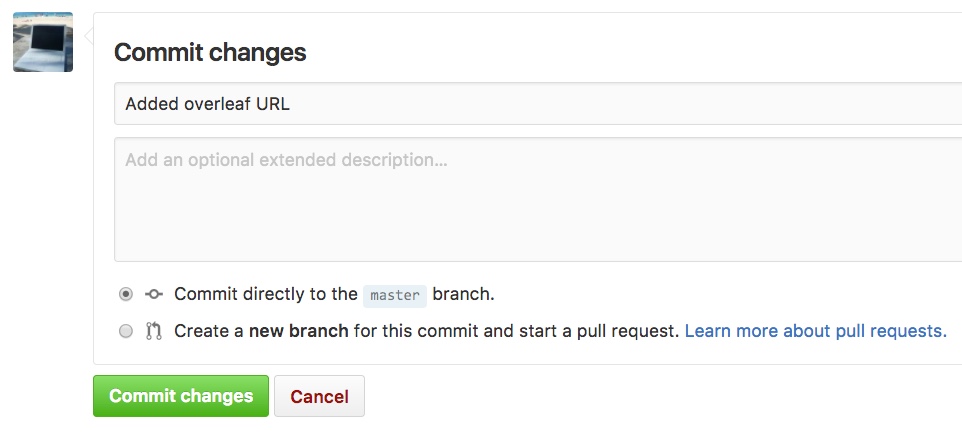 Commit changes
Added overleaf URL
Add an optional extended description...
Commit directly to the master branch.
Create a new branch for this commit and start a pull request. Learn more about pull requests.
Commit changes
Cancel